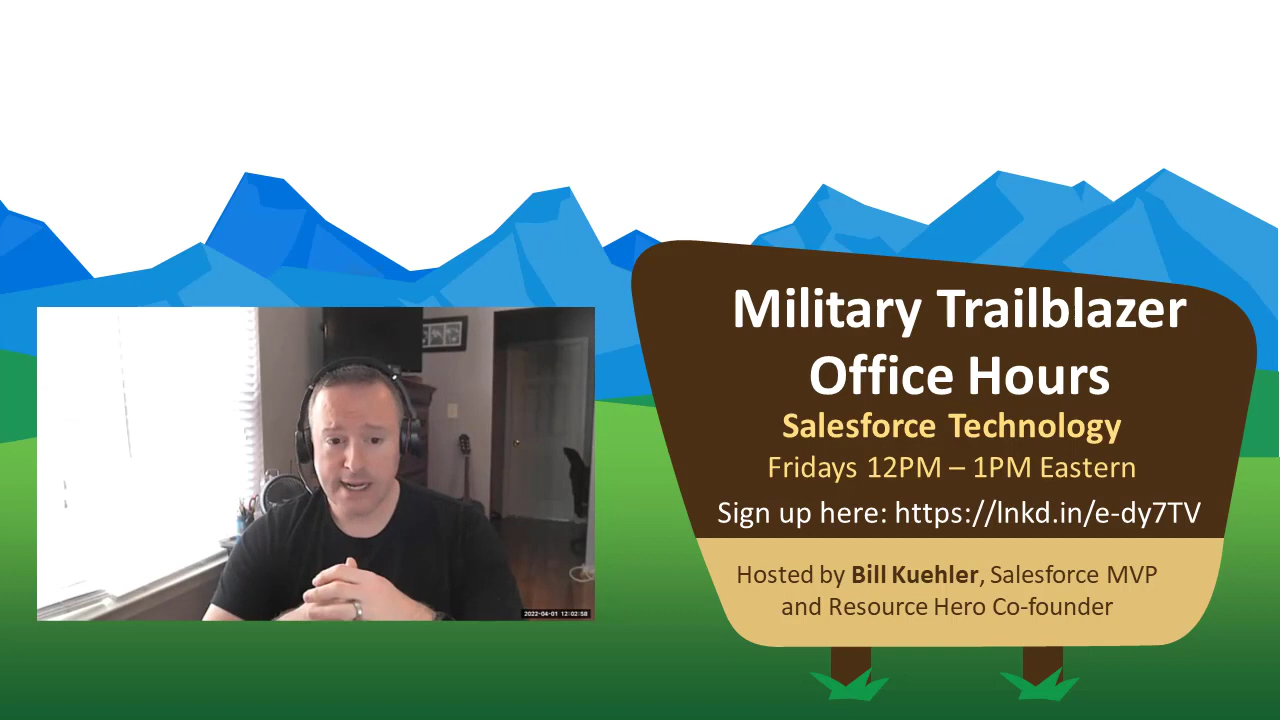 Military Trailblazer
Office Hours
Salesforce Technology
Fridays 12PM – 1PM Eastern
Sign up here: https://lnkd.in/e-dy7TV
Hosted by Bill Kuehler, Salesforce MVP
and Resource Hero Co-founder
2022-04-01 12:02:58